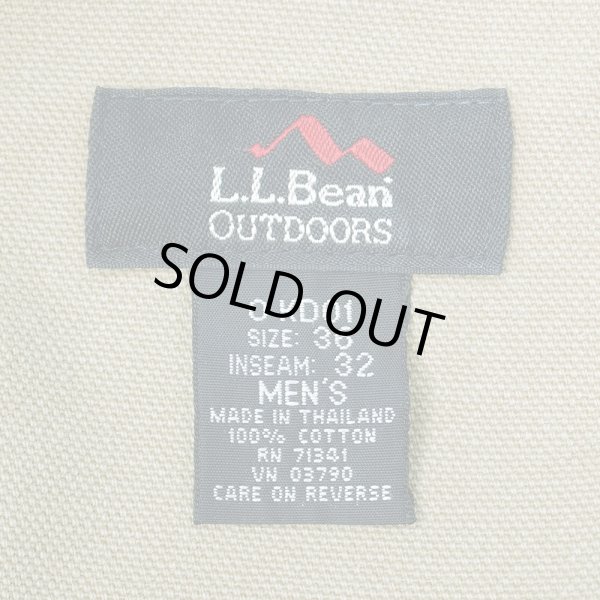 L.L.Bean
OUTDOORS
SOLD OUT
SIZE: 36
INSEAM: 32
MEN'S
MADE IN THAILAND
100% COTTON
RN 71341
VN 03790
CARE ON REVERSE